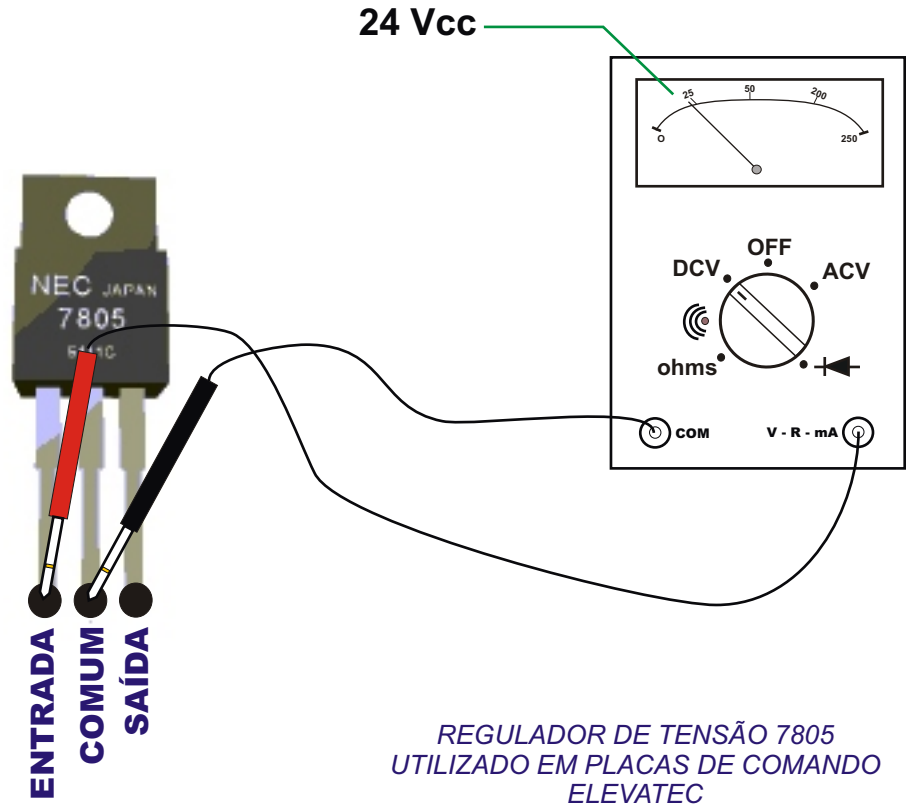 24 Vcc
O
25
50
200
250
NEC JAPAN
7805
OFF
DCV
ACV
ohms
COM
V - R - mA
ENTRADA
COMUM
SAÍDA
REGULADOR DE TENSÃO 7805
UTILIZADO EM PLACAS DE COMANDO
ELEVATEC